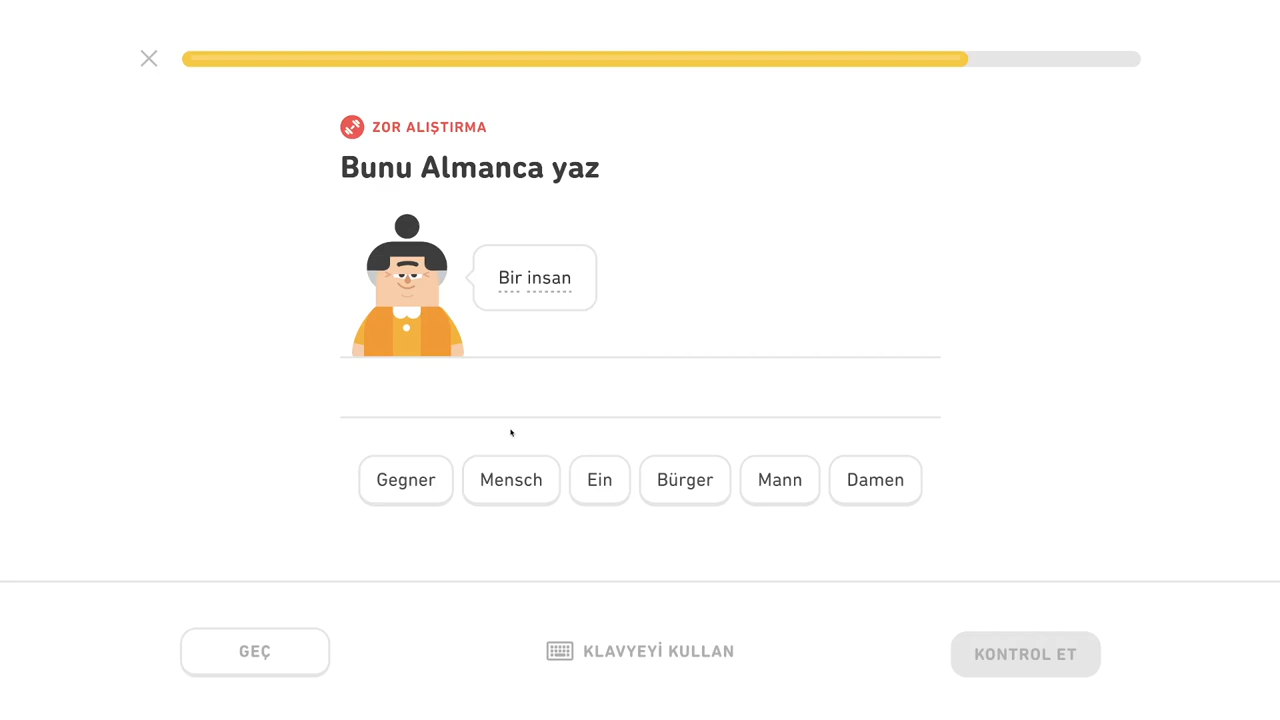 ZOR ALIŞTIRMA
Bunu Almanca yaz
Bir insan
Gegner Mensch Ein Bürger Mann Damen
GEÇ KLAVYEYİ KULLAN KONTROL ET